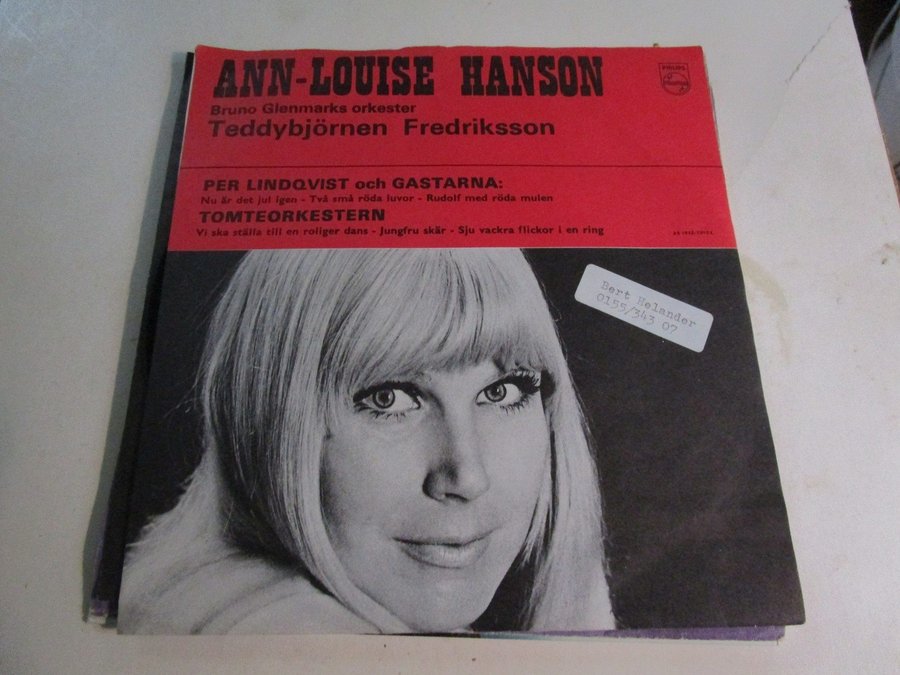 ANN-LOUISE HANSON
PHILIPS
Bruno Glenmarks orkester
Teddybjörnen Fredriksson
PER LINDQVIST och GASTARNA:
Nu är det jul igen - Två små röda luvor - Rudolf med röda mulen
TOMTEORKESTERN
Vi ska ställa till en roliger dans - Jungfru skär - Sju vackra flickor i en ring
Bert Helander
0155/343 07